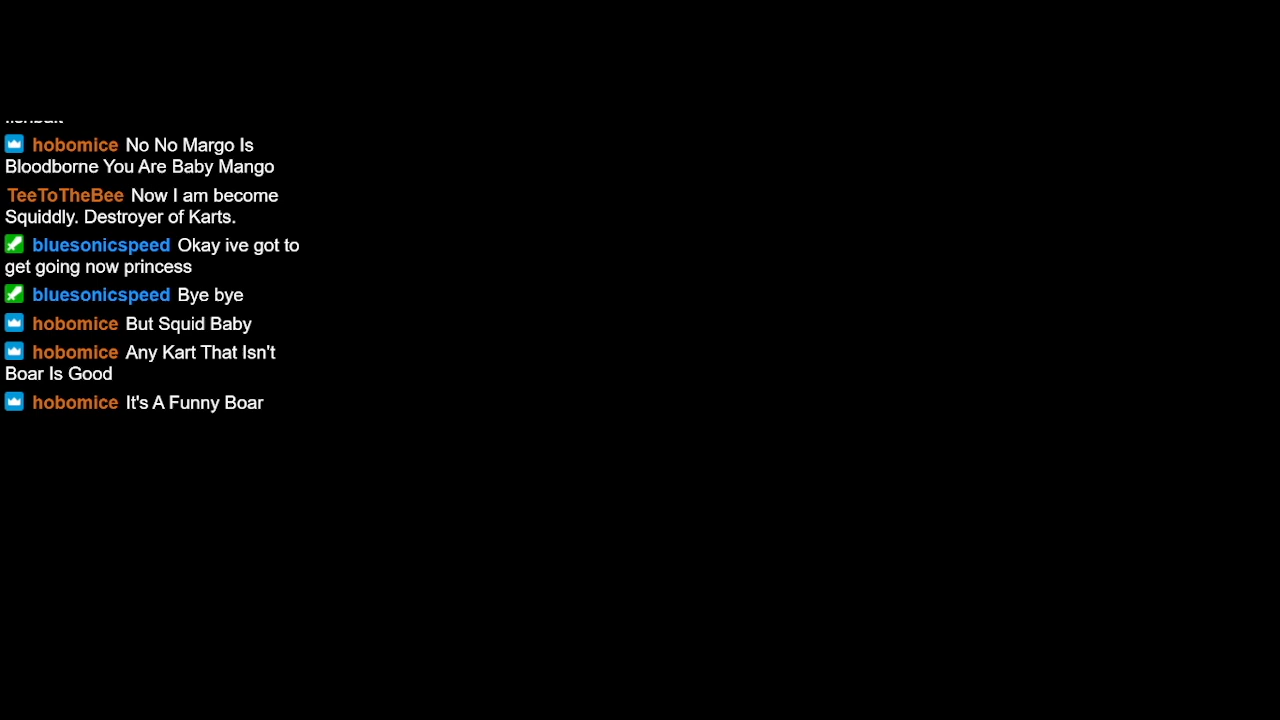 hobomice No No Margo Is
Bloodborne You Are Baby Mango
TeeToTheBee Now I am become
Squiddly. Destroyer of Karts.
bluesonicspeed Okay ive got to
get going now princess
bluesonicspeed Bye bye
hobomice But Squid Baby
hobomice Any Kart That Isn't
Boar Is Good
hobomice It's A Funny Boar